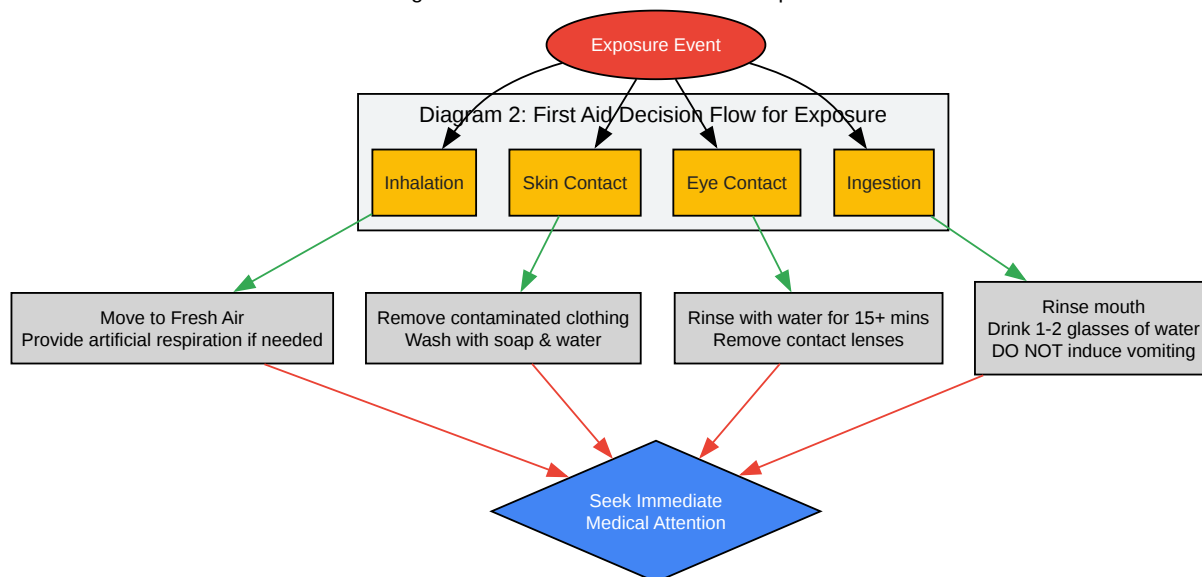 Exposure Event
Diagram 2: First Aid Decision Flow for Exposure
Inhalation
Skin Contact
Eye Contact
Ingestion
Move to Fresh Air
Provide artificial respiration if needed
Remove contaminated clothing
Wash with soap & water
Rinse with water for 15+ mins
Remove contact lenses
Rinse mouth
Drink 1-2 glasses of water
DO NOT induce vomiting
Seek Immediate
Medical Attention